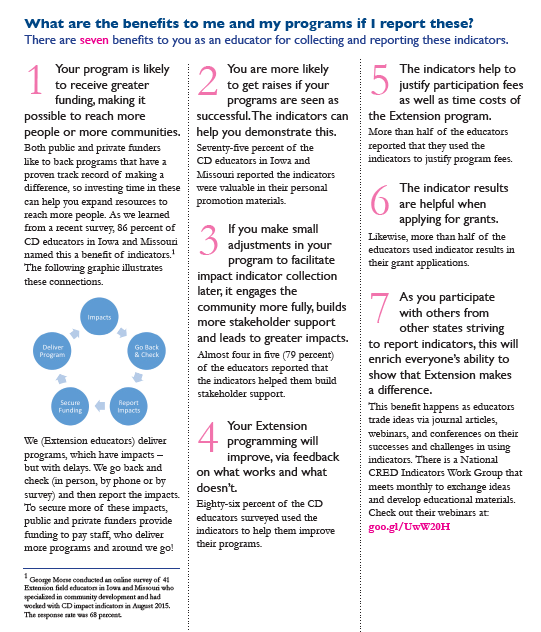 What are the benefits to me and my programs if I report these?
There are seven benefits to you as an educator for collecting and reporting these indicators.
1 Your program is likely
to receive greater
funding, making it
possible to reach more
people or more communities.
Both public and private funders
like to back programs that have a
proven track record of making a
difference, so investing time in these
can help you expand resources to
reach more people. As we learned
from a recent survey, 86 percent of
CD educators in Iowa and Missouri
named this a benefit of indicators.1
The following graphic illustrates
these connections.
Impacts
Go Back
& Check
Report
Impacts
Secure
Funding
Deliver
Program
We (Extension educators) deliver
programs, which have impacts –
but with delays. We go back and
check (in person, by phone or by
survey) and then report the impacts.
To secure more of these impacts,
public and private funders provide
funding to pay staff, who deliver
more programs and around we go!
1 George Morse conducted an online survey of 41
Extension field educators in Iowa and Missouri who
specialized in community development and had
worked with CD impact indicators in August 2015.
The response rate was 68 percent.
2 You are more likely
to get raises if your
programs are seen as
successful. The indicators can
help you demonstrate this.
Seventy-five percent of the
CD educators in Iowa and
Missouri reported the indicators
were valuable in their personal
promotion materials.
3 If you make small
adjustments in your
program to facilitate
impact indicator collection
later, it engages the
community more fully, builds
more stakeholder support
and leads to greater impacts.
Almost four in five (79 percent)
of the educators reported that
the indicators helped them build
stakeholder support.
4 Your Extension
programming will
improve, via feedback
on what works and what
doesn't.
Eighty-six percent of the CD
educators surveyed used the
indicators to help them improve
their programs.
5 The indicators help to
justify participation fees
as well as time costs of
the Extension program.
More than half of the educators
reported that they used the
indicators to justify program fees.
6 The indicator results
are helpful when
applying for grants.
Likewise, more than half of the
educators used indicator results in
their grant applications.
7 As you participate
with others from
other states striving
to report indicators, this will
enrich everyone's ability to
show that Extension makes
a difference.
This benefit happens as educators
trade ideas via journal articles,
webinars, and conferences on their
successes and challenges in using
indicators. There is a National
CRED Indicators Work Group that
meets monthly to exchange ideas
and develop educational materials.
Check out their webinars at:
goo.gl/UwW20H